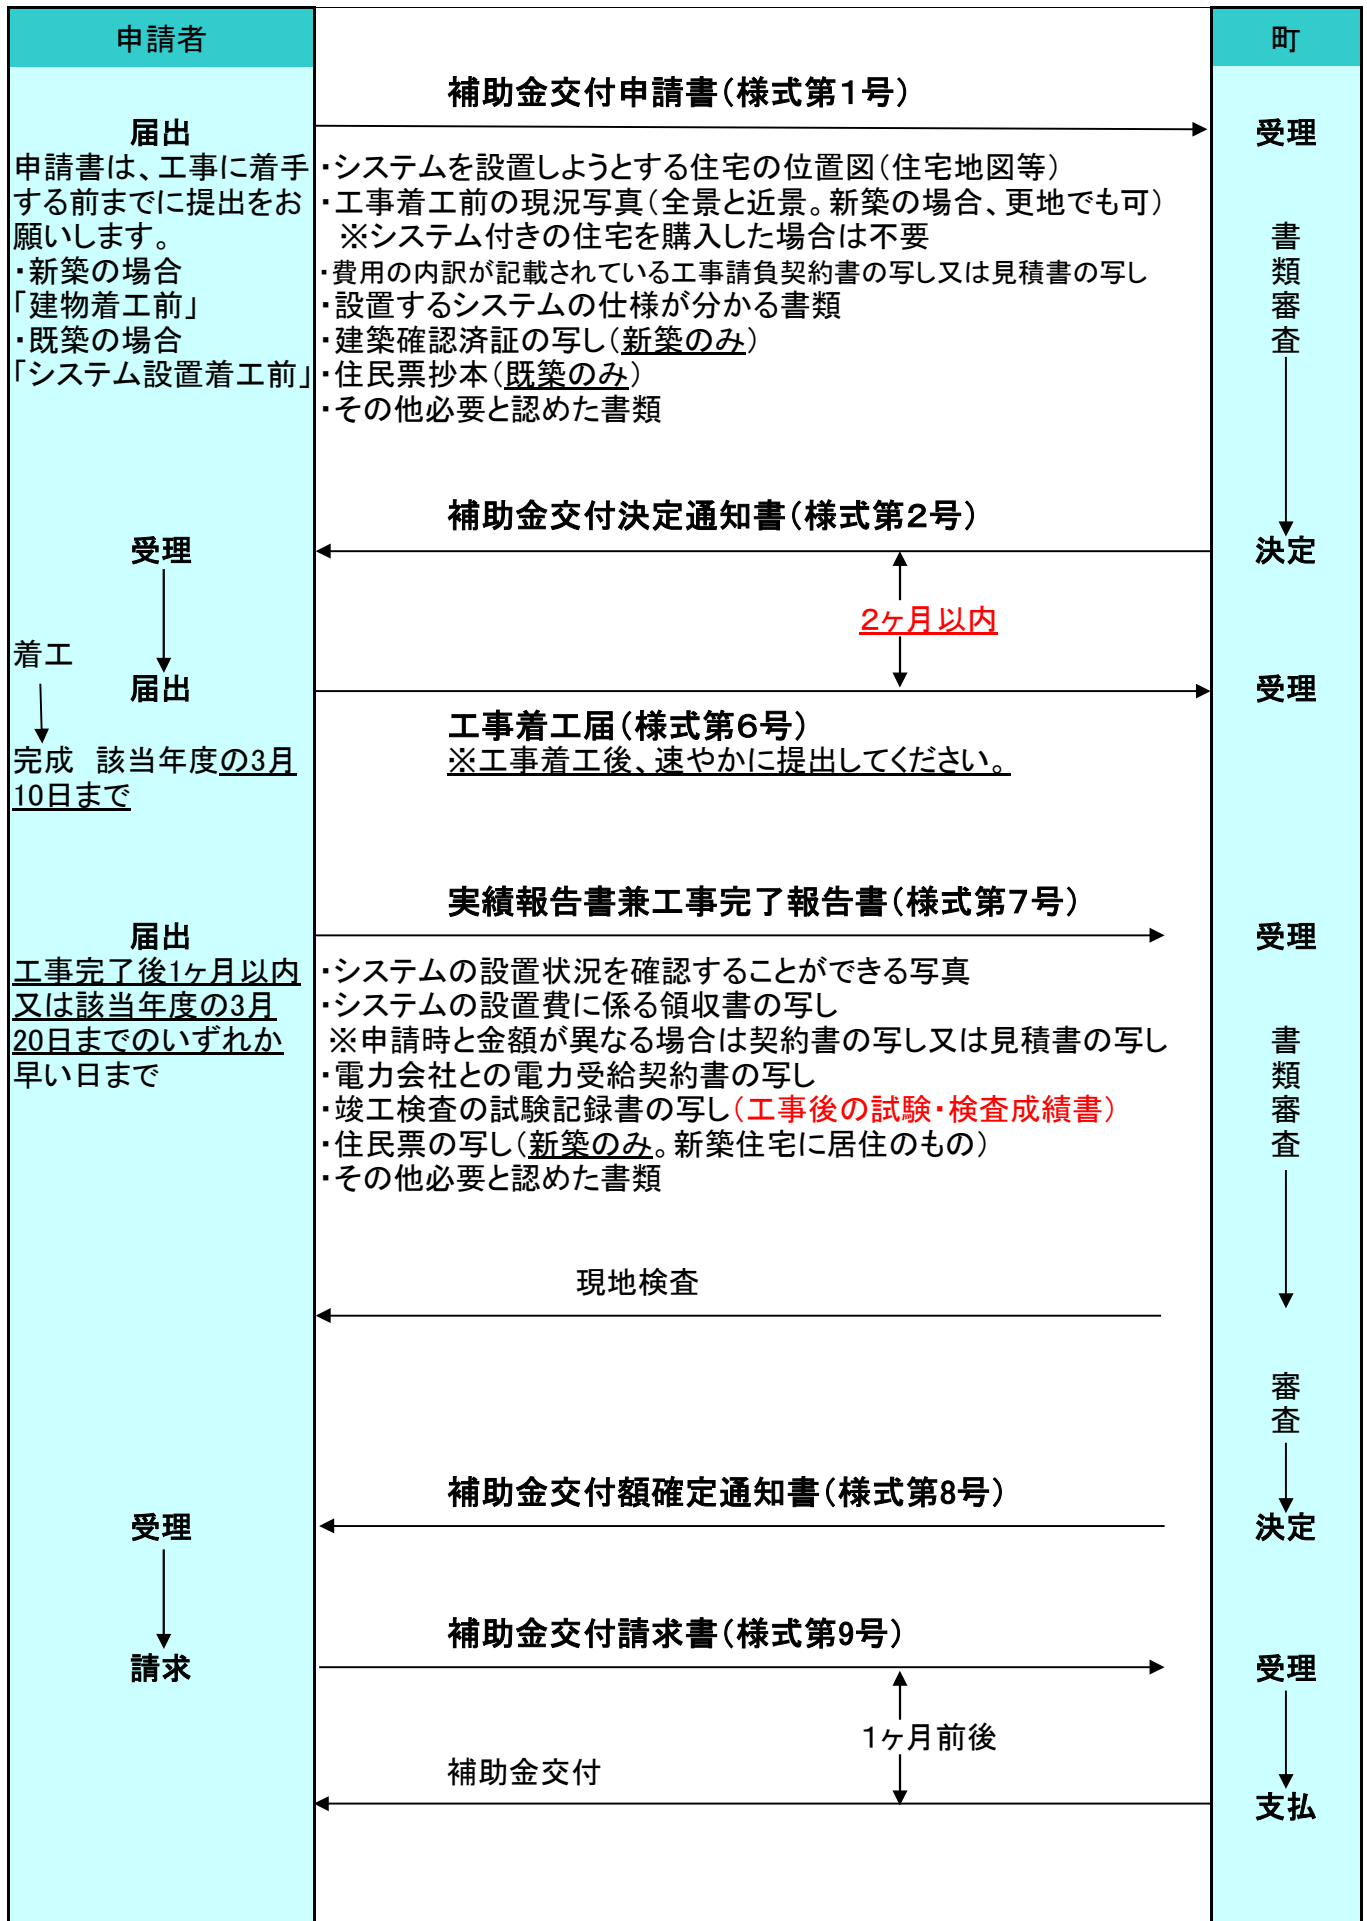 申請者
町
補助金交付申請書(様式第1号)
届出
受理
申請書は、工事に着手
する前までに提出をお
願いします。
・新築の場合
「建物着工前」
・既築の場合
「システム設置着工前」
・システムを設置しようとする住宅の位置図(住宅地図等)
・工事着工前の現況写真(全景と近景。新築の場合、更地でも可)
※システム付きの住宅を購入した場合は不要
・費用の内訳が記載されている工事請負契約書の写し又は見積書の写し
・設置するシステムの仕様が分かる書類
・建築確認済証の写し(新築のみ)
・住民票抄本(既築のみ)
・その他必要と認めた書類
書類審査
補助金交付決定通知書(様式第2号)
受理
決定
2ヶ月以内
着工
届出
受理
工事着工届(様式第6号)
※工事着工後、速やかに提出してください。
完成 該当年度の3月
10日まで
実績報告書兼工事完了報告書(様式第7号)
届出
受理
工事完了後1ヶ月以内
又は該当年度の3月
20日までのいずれか
早い日まで
・システムの設置状況を確認することができる写真
・システムの設置費に係る領収書の写し
※申請時と金額が異なる場合は契約書の写し又は見積書の写し
・電力会社との電力受給契約書の写し
・竣工検査の試験記録書の写し(工事後の試験・検査成績書)
・住民票の写し(新築のみ。新築住宅に居住のもの)
・その他必要と認めた書類
書類審査
現地検査
審査
補助金交付額確定通知書(様式第8号)
受理
決定
補助金交付請求書(様式第9号)
請求
受理
1ヶ月前後
補助金交付
支払